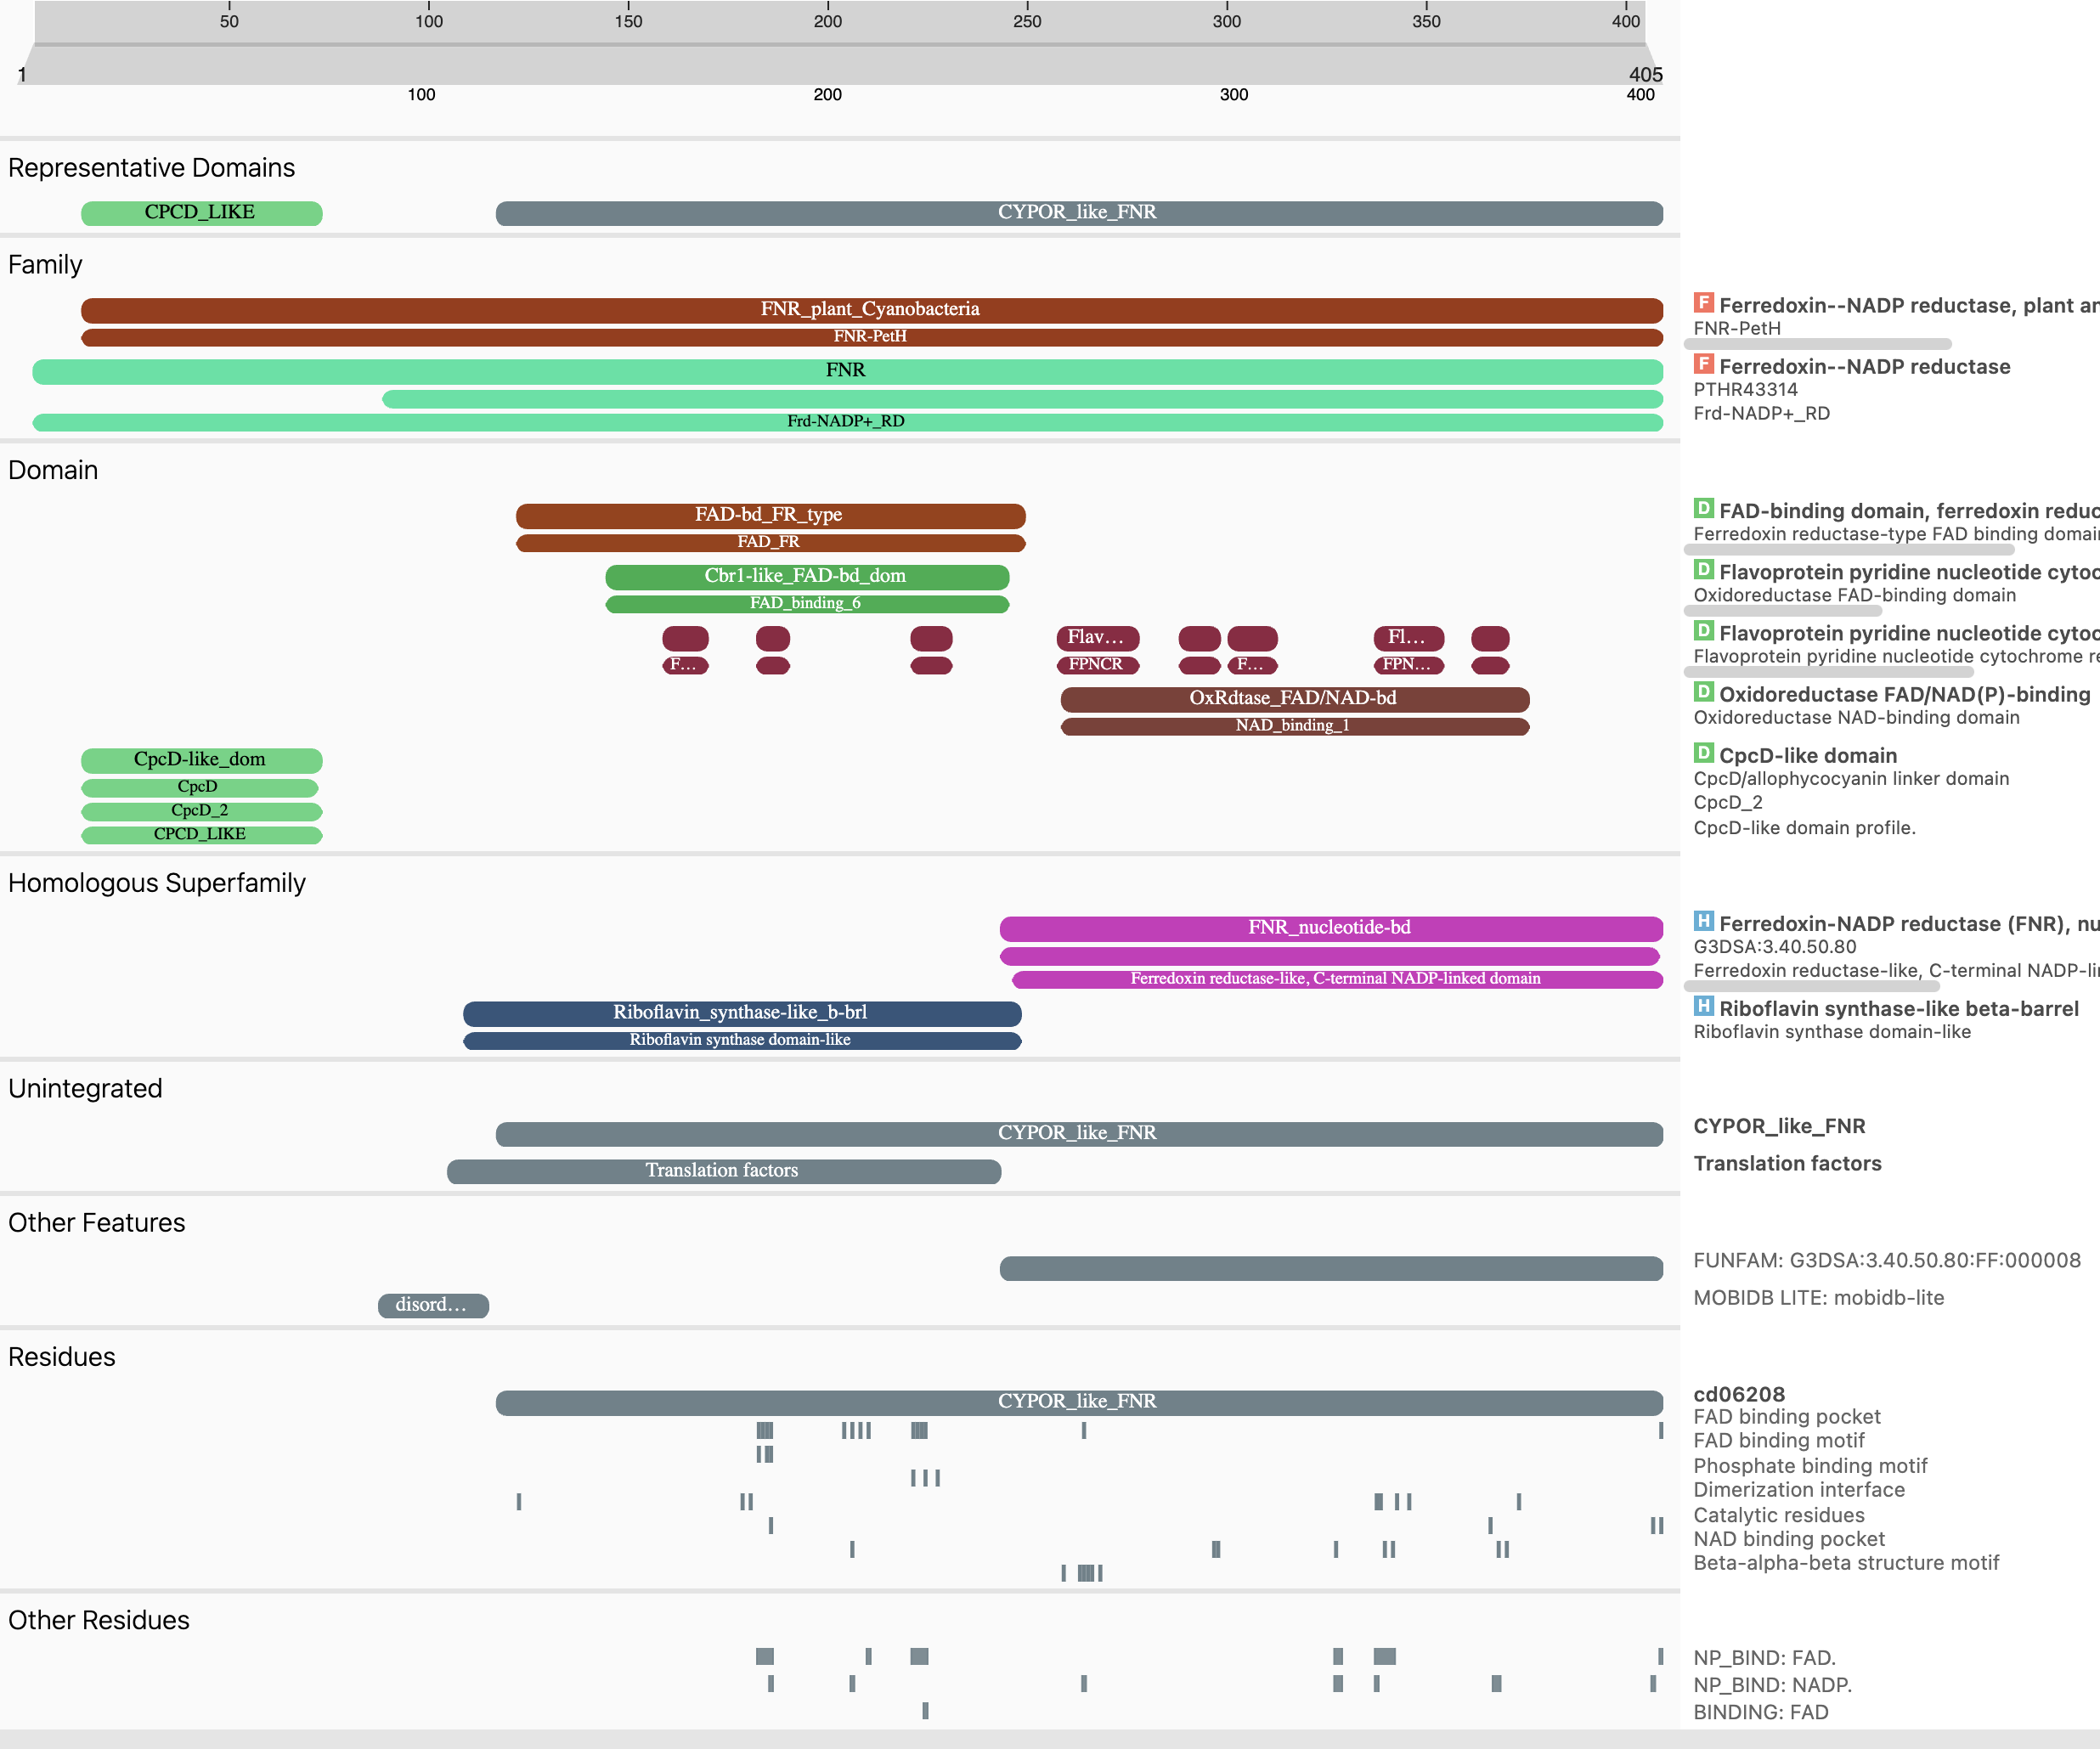 50 100 150 200 250 300 350 400
1 405
100 200 300 400
Representative Domains
CPCD_LIKE CYPOR_like_FNR
Family
FNR_plant_Cyanobacteria F Ferredoxin--NADP reductase, plant an
FNR-PetH FNR-PetH
FNR F Ferredoxin--NADP reductase
PTHR43314
Frd-NADP+_RD Frd-NADP+_RD
Domain
FAD-bd_FR_type D FAD-binding domain, ferredoxin reduc
FAD_FR Ferredoxin reductase-type FAD binding domain
Cbr1-like_FAD-bd_dom D Flavoprotein pyridine nucleotide cytoc
FAD_binding_6 Oxidoreductase FAD-binding domain
Flav... Fl... D Flavoprotein pyridine nucleotide cytoc
F... FPNCR F... FPN... Flavoprotein pyridine nucleotide cytochrome re
OxRdtase_FAD/NAD-bd D Oxidoreductase FAD/NAD(P)-binding
NAD_binding_1 Oxidoreductase NAD-binding domain
CpcD-like_dom D CpcD-like domain
CpcD CpcD/allophycocyanin linker domain
CpcD_2 CpcD_2
CPCD_LIKE CpcD-like domain profile.
Homologous Superfamily
FNR_nucleotide-bd H Ferredoxin-NADP reductase (FNR), nu
G3DSA:3.40.50.80
Ferredoxin reductase-like, C-terminal NADP-linked domain Ferredoxin reductase-like, C-terminal NADP-li
Riboflavin_synthase-like_b-brl H Riboflavin synthase-like beta-barrel
Riboflavin synthase domain-like Riboflavin synthase domain-like
Unintegrated
CYPOR_like_FNR CYPOR_like_FNR
Translation factors Translation factors
Other Features
FUNFAM: G3DSA:3.40.50.80:FF:000008
disord... MOBIDB LITE: mobidb-lite
Residues
CYPOR_like_FNR cd06208
FAD binding pocket
FAD binding motif
Phosphate binding motif
Dimerization interface
Catalytic residues
NAD binding pocket
Beta-alpha-beta structure motif
Other Residues
NP_BIND: FAD.
NP_BIND: NADP.
BINDING: FAD